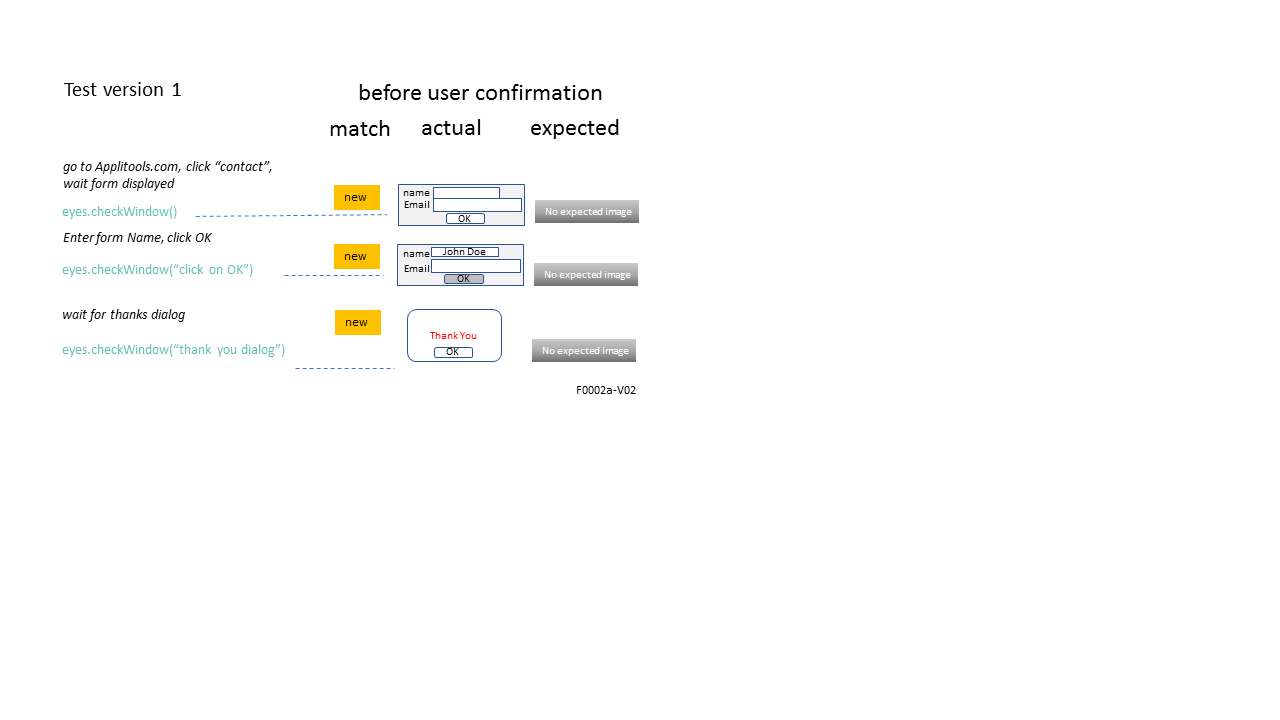 Test version 1
before user confirmation
match actual expected
go to Applitools.com, click “contact”,
wait form displayed
new
name
Email
OK
No expected image
eyes.checkWindow()
Enter form Name, click OK
new
name John Doe
Email
OK
No expected image
eyes.checkWindow(“click on OK”)
wait for thanks dialog
new
Thank You
OK
No expected image
eyes.checkWindow(“thank you dialog”)
F0002a-V02